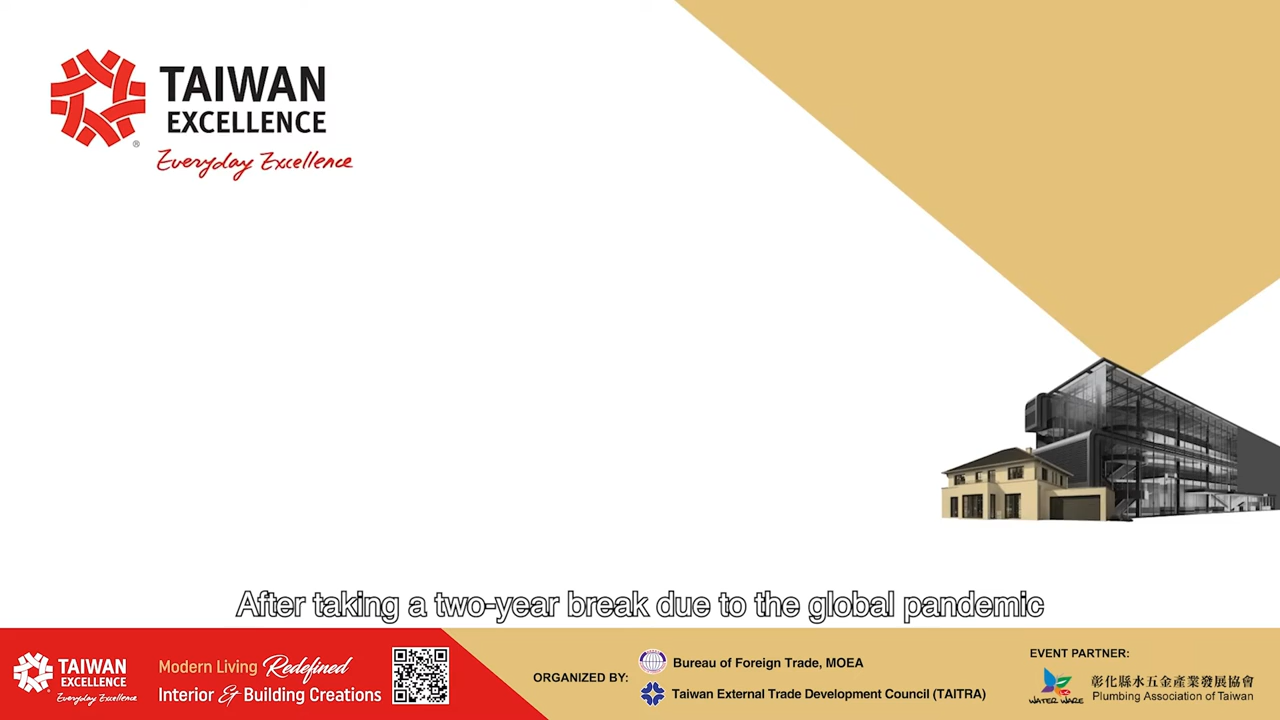 TAIWAN
EXCELLENCE
Everyday Excellence
After taking a two-year break due to the global pandemic
TAIWAN
EXCELLENCE
Everyday Excellence
Modern Living Redefined
Interior & Building Creations
ORGANIZED BY:
Bureau of Foreign Trade, MOEA
Taiwan External Trade Development Council (TAITRA)
EVENT PARTNER:
WATER WARE
彰化縣水五金產業發展協會
Plumbing Association of Taiwan